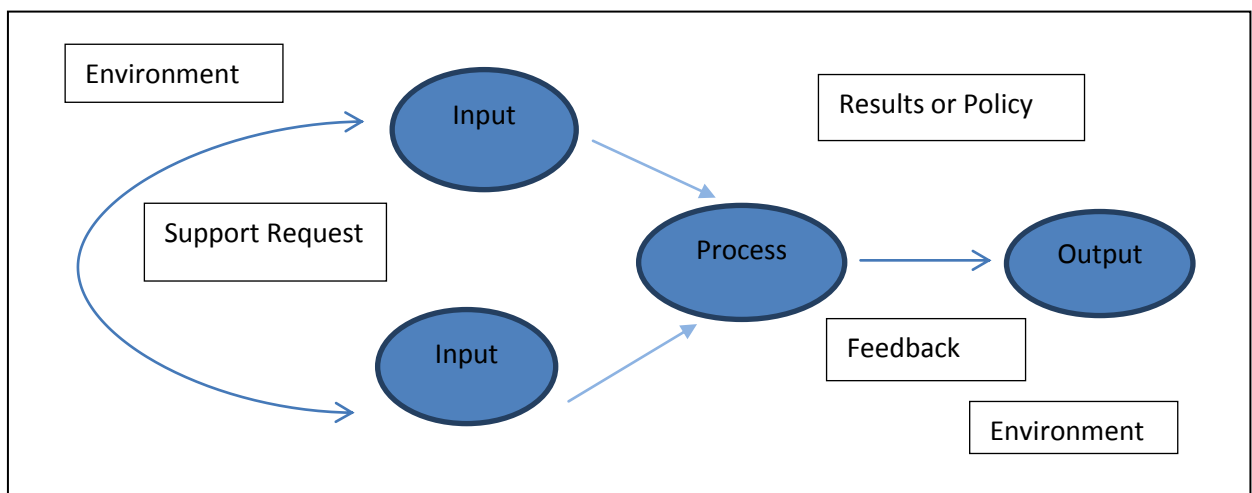 Environment
Input
Results or Policy
Support Request
Process
Output
Input
Feedback
Environment